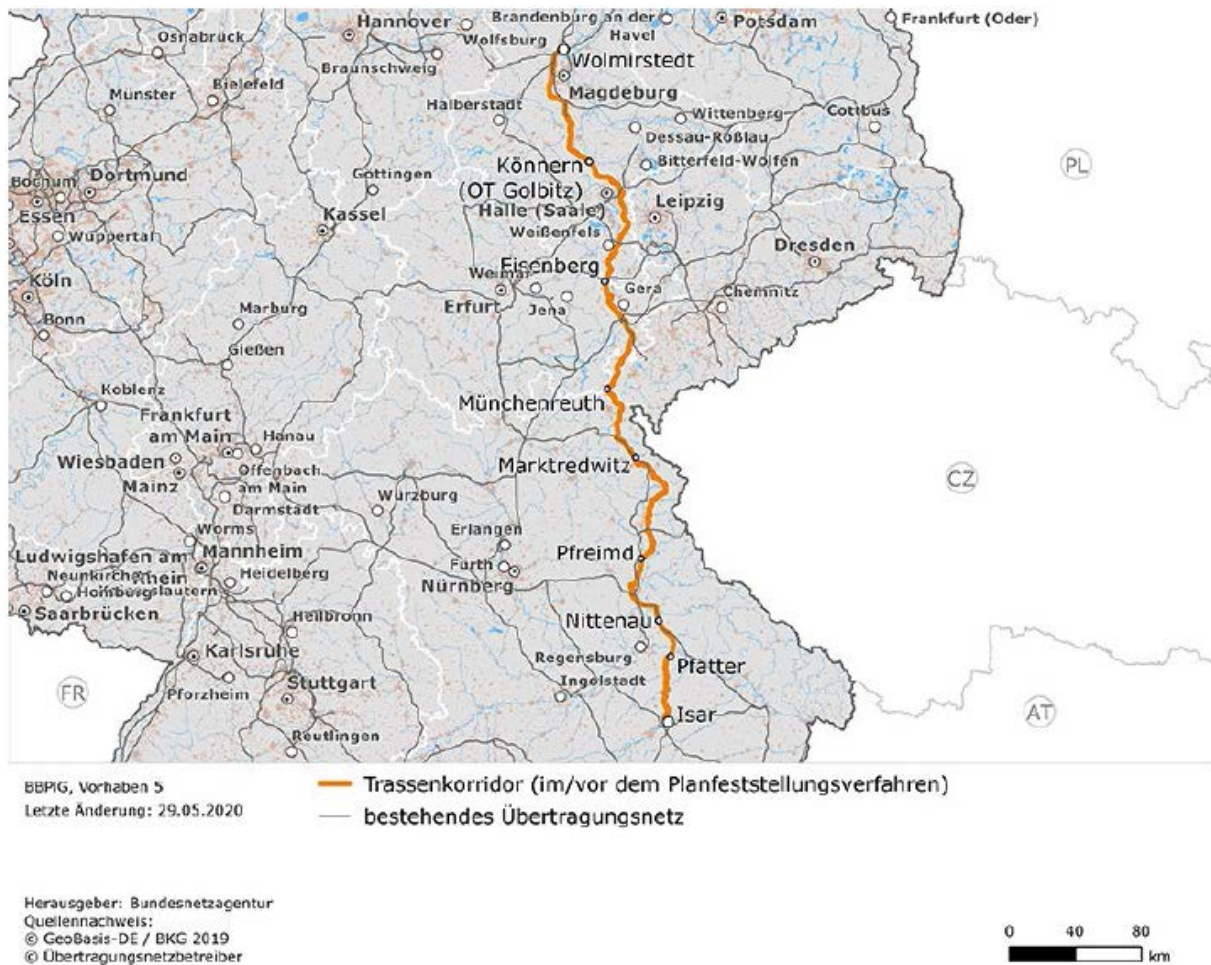 Hannover
Brandenburg an der
Havel
Potsdam
Frankfurt (Oder)
Osnabrück
Wolfsburg
Braunschweig
Wolmirstedt
Bielefeld
Munster
Magdeburg
Halberstadt
Wittenberg
Cottbus
Dessau-Roßlau
Bitterfeld-Wolfen
Könnern
(OT Golbitz)
PL
Bochum
Dortmund
Göttingen
Halle (Saale)
Leipzig
Essen
Kassel
Wuppertal
Weißenfels
Dresden
Eisenberg
Köln
Weimar
Erfurt
Jena
Gera
Chemnitz
Bonn
Marburg
Gießen
Koblenz
Münchenreuth
Frankfurt
am Main
Hanau
Wiesbaden
Offenbach
am Main
Mainz
Marktredwitz
CZ
Darmstadt
Würzburg
Worms
Erlangen
Ludwigshafen am
Rhein
Mannheim
Pfreimd
Furth
Neunkirchen
Heidelberg
Nürnberg
Homburg
Saarbrücken
Heilbronn
Nittenau
Karlsruhe
Regensburg
Pfatter
FR
Pforzheim
Stuttgart
Ingolstadt
AT
Isar
Reutlingen
BBPlG, Vorhaben 5
Letzte Änderung: 29.05.2020
Trassenkorridor (im/vor dem Planfeststellungsverfahren)
bestehendes Übertragungsnetz
Herausgeber: Bundesnetzagentur
Quellennachweis:
© GeoBasis-DE / BKG 2019
© Übertragungsnetzbetreiber
0 40 80
km